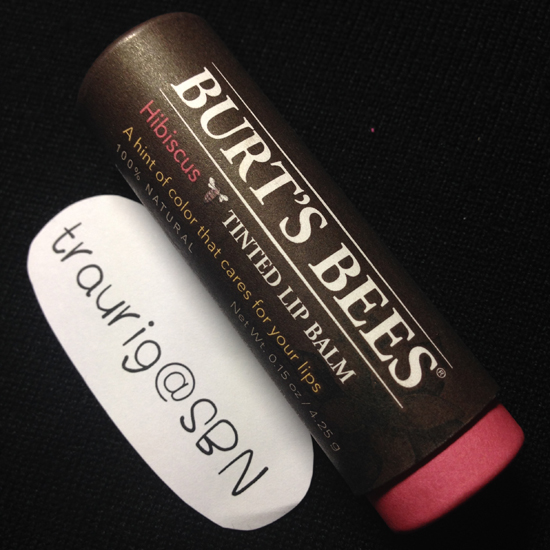 BURT'S BEES®
TINTED LIP BALM
Hibiscus
A hint of color that cares for your lips
100% NATURAL
Net Wt. 0.15 oz / 4.25 g
traurig@SBN